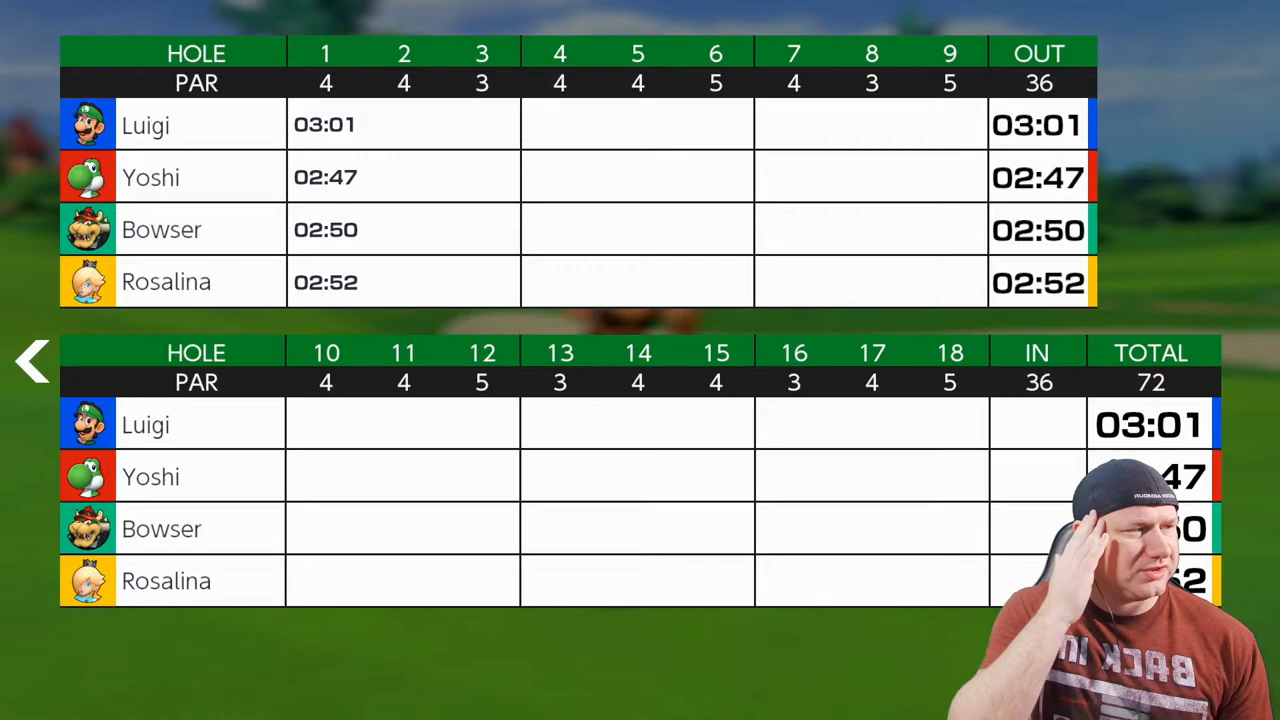 HOLE 1 2 3 4 5 6 7 8 9 OUT
PAR 4 4 3 4 4 5 4 3 5 36
Luigi 03:01 03:01
Yoshi 02:47 02:47
Bowser 02:50 02:50
Rosalina 02:52 02:52
HOLE 10 11 12 13 14 15 16 17 18 IN TOTAL
PAR 4 4 5 3 4 4 3 4 5 36 72
Luigi 03:01
Yoshi 47
Bowser
Rosalina
BACK IN